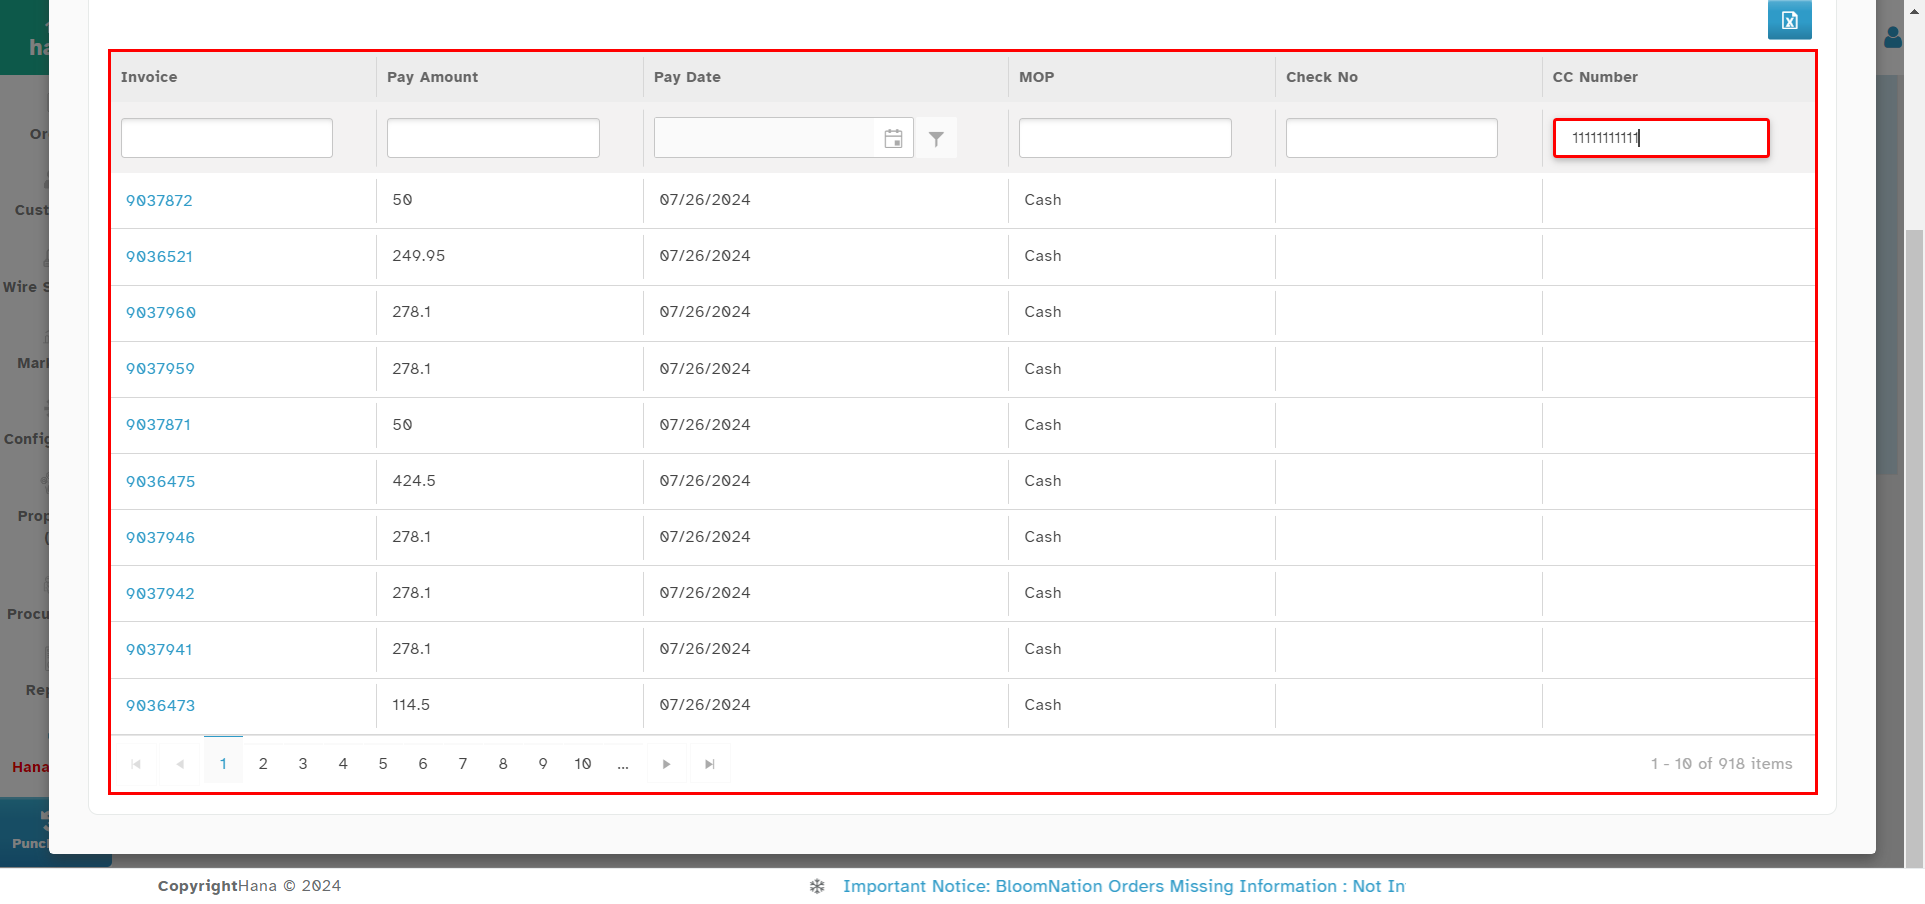 Invoice Pay Amount Pay Date MOP Check No CC Number
11111111111
9037872 50 07/26/2024 Cash
9036521 249.95 07/26/2024 Cash
9037960 278.1 07/26/2024 Cash
9037959 278.1 07/26/2024 Cash
9037871 50 07/26/2024 Cash
9036475 424.5 07/26/2024 Cash
9037946 278.1 07/26/2024 Cash
9037942 278.1 07/26/2024 Cash
9037941 278.1 07/26/2024 Cash
9036473 114.5 07/26/2024 Cash
1 2 3 4 5 6 7 8 9 10 ... 1 - 10 of 918 items
ha
Or
Cust
Wire S
Mark
Config
Prop
(
Procu
Rep
Hana
Punc
CopyrightHana © 2024
Important Notice: BloomNation Orders Missing Information : Not In